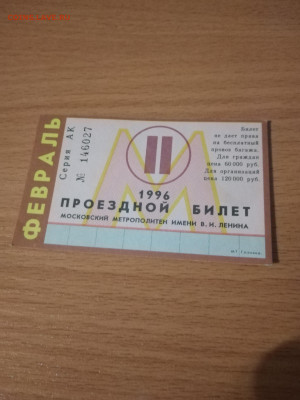 ФЕВРАЛЬ
Серия АК
№ 146027
II
М
Билет
не дает права
на бесплатный
провоз багажа.
Для граждан
цена 60 000 руб.
Для организаций
цена 120 000 руб.
1996
ПРОЕЗДНОЙ БИЛЕТ
МОСКОВСКИЙ МЕТРОПОЛИТЕН ИМЕНИ В. И. ЛЕНИНА